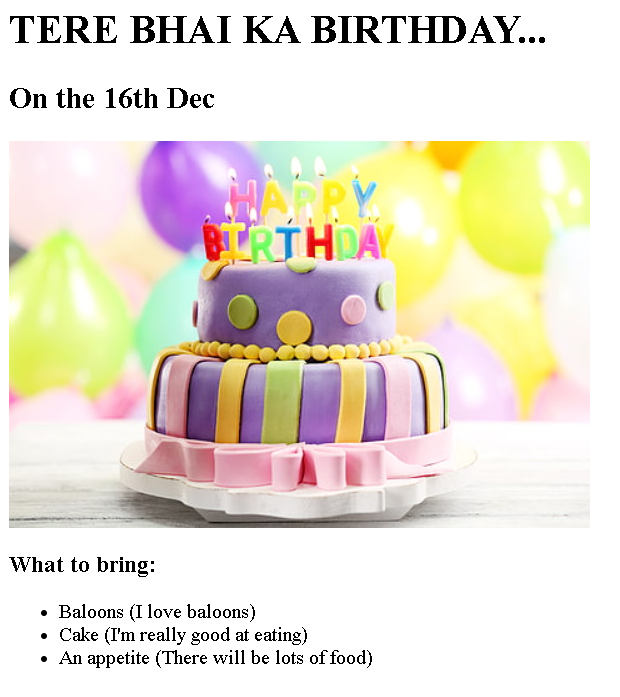 TERE BHAI KA BIRTHDAY...
On the 16th Dec
HAPPY
BIRTHDAY
What to bring:
Baloons (I love baloons)
Cake (I'm really good at eating)
An appetite (There will be lots of food)